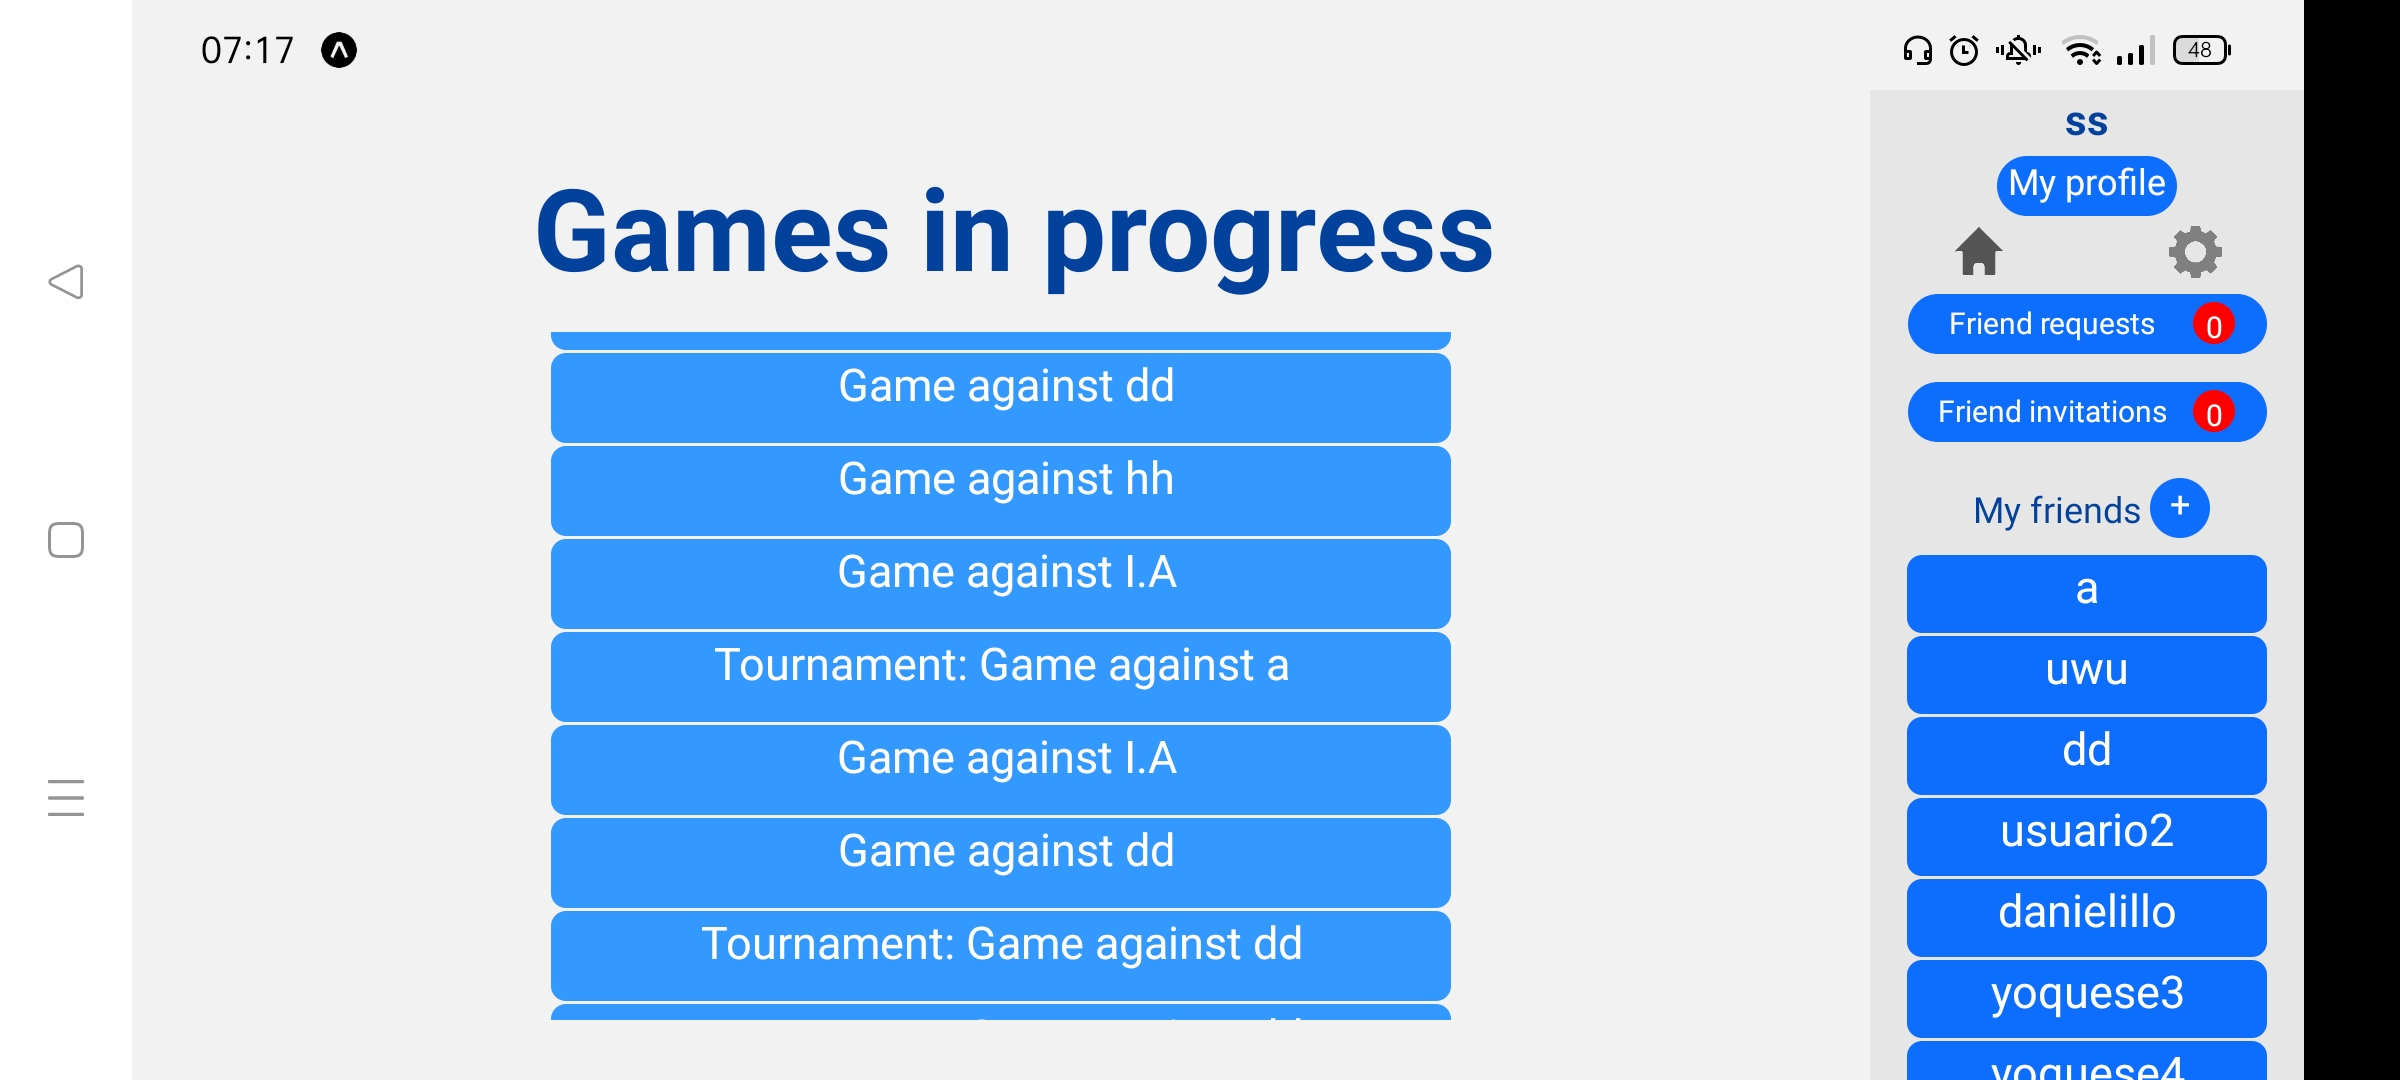 07:17
48
Games in progress
Game against dd
Game against hh
Game against I.A
Tournament: Game against a
Game against I.A
Game against dd
Tournament: Game against dd
ss
My profile
Friend requests 0
Friend invitations 0
My friends +
a
uwu
dd
usuario2
danielillo
yoquese3
yoquese4